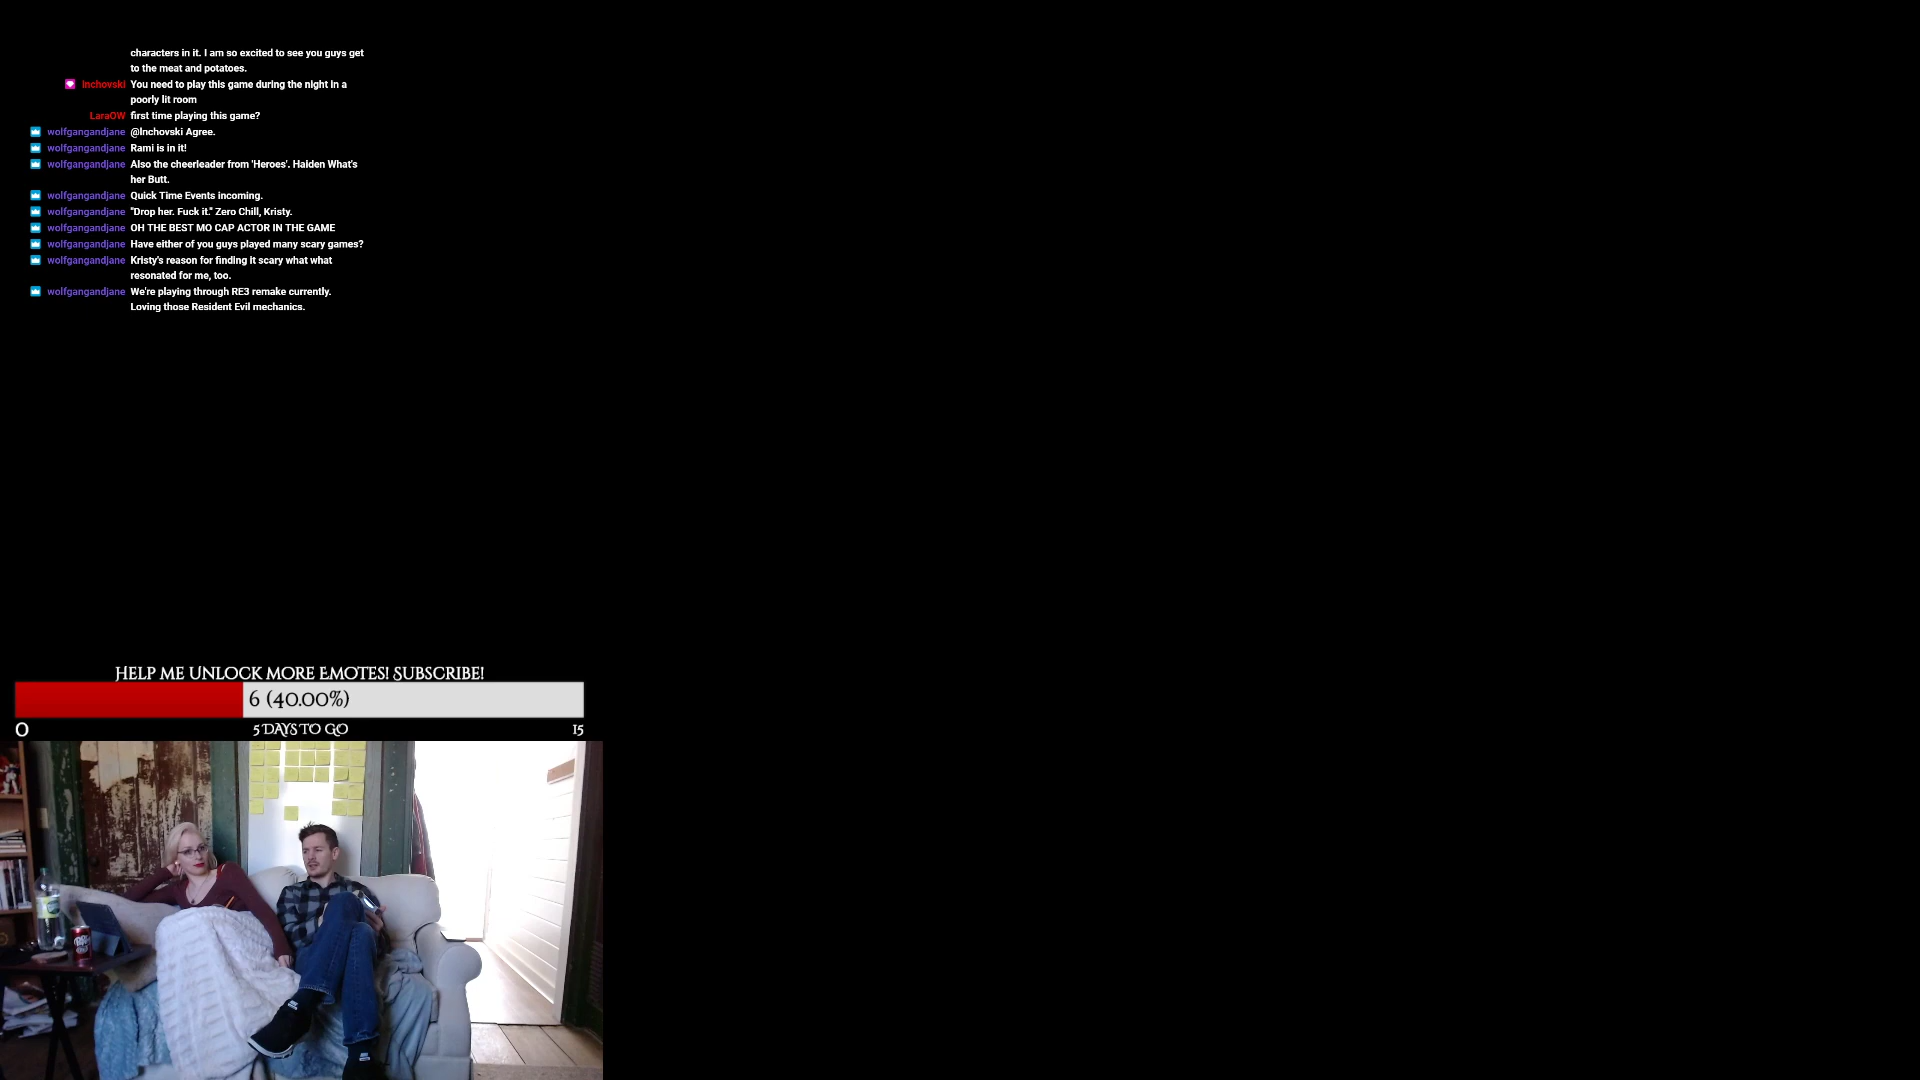 characters in it. I am so excited to see you guys get
to the meat and potatoes.
Inchovski You need to play this game during the night in a
poorly lit room
LaraOW first time playing this game?
wolfgangandjane @Inchovski Agree.
wolfgangandjane Rami is in it!
wolfgangandjane Also the cheerleader from 'Heroes'. Haiden What's
her Butt.
wolfgangandjane Quick Time Events incoming.
wolfgangandjane "Drop her. Fuck it." Zero Chill, Kristy.
wolfgangandjane OH THE BEST MO CAP ACTOR IN THE GAME
wolfgangandjane Have either of you guys played many scary games?
wolfgangandjane Kristy's reason for finding it scary what what
resonated for me, too.
wolfgangandjane We're playing through RE3 remake currently.
Loving those Resident Evil mechanics.
Help me Unlock more Emotes! Subscribe!
6 (40.00%)
0 5 days to go 15